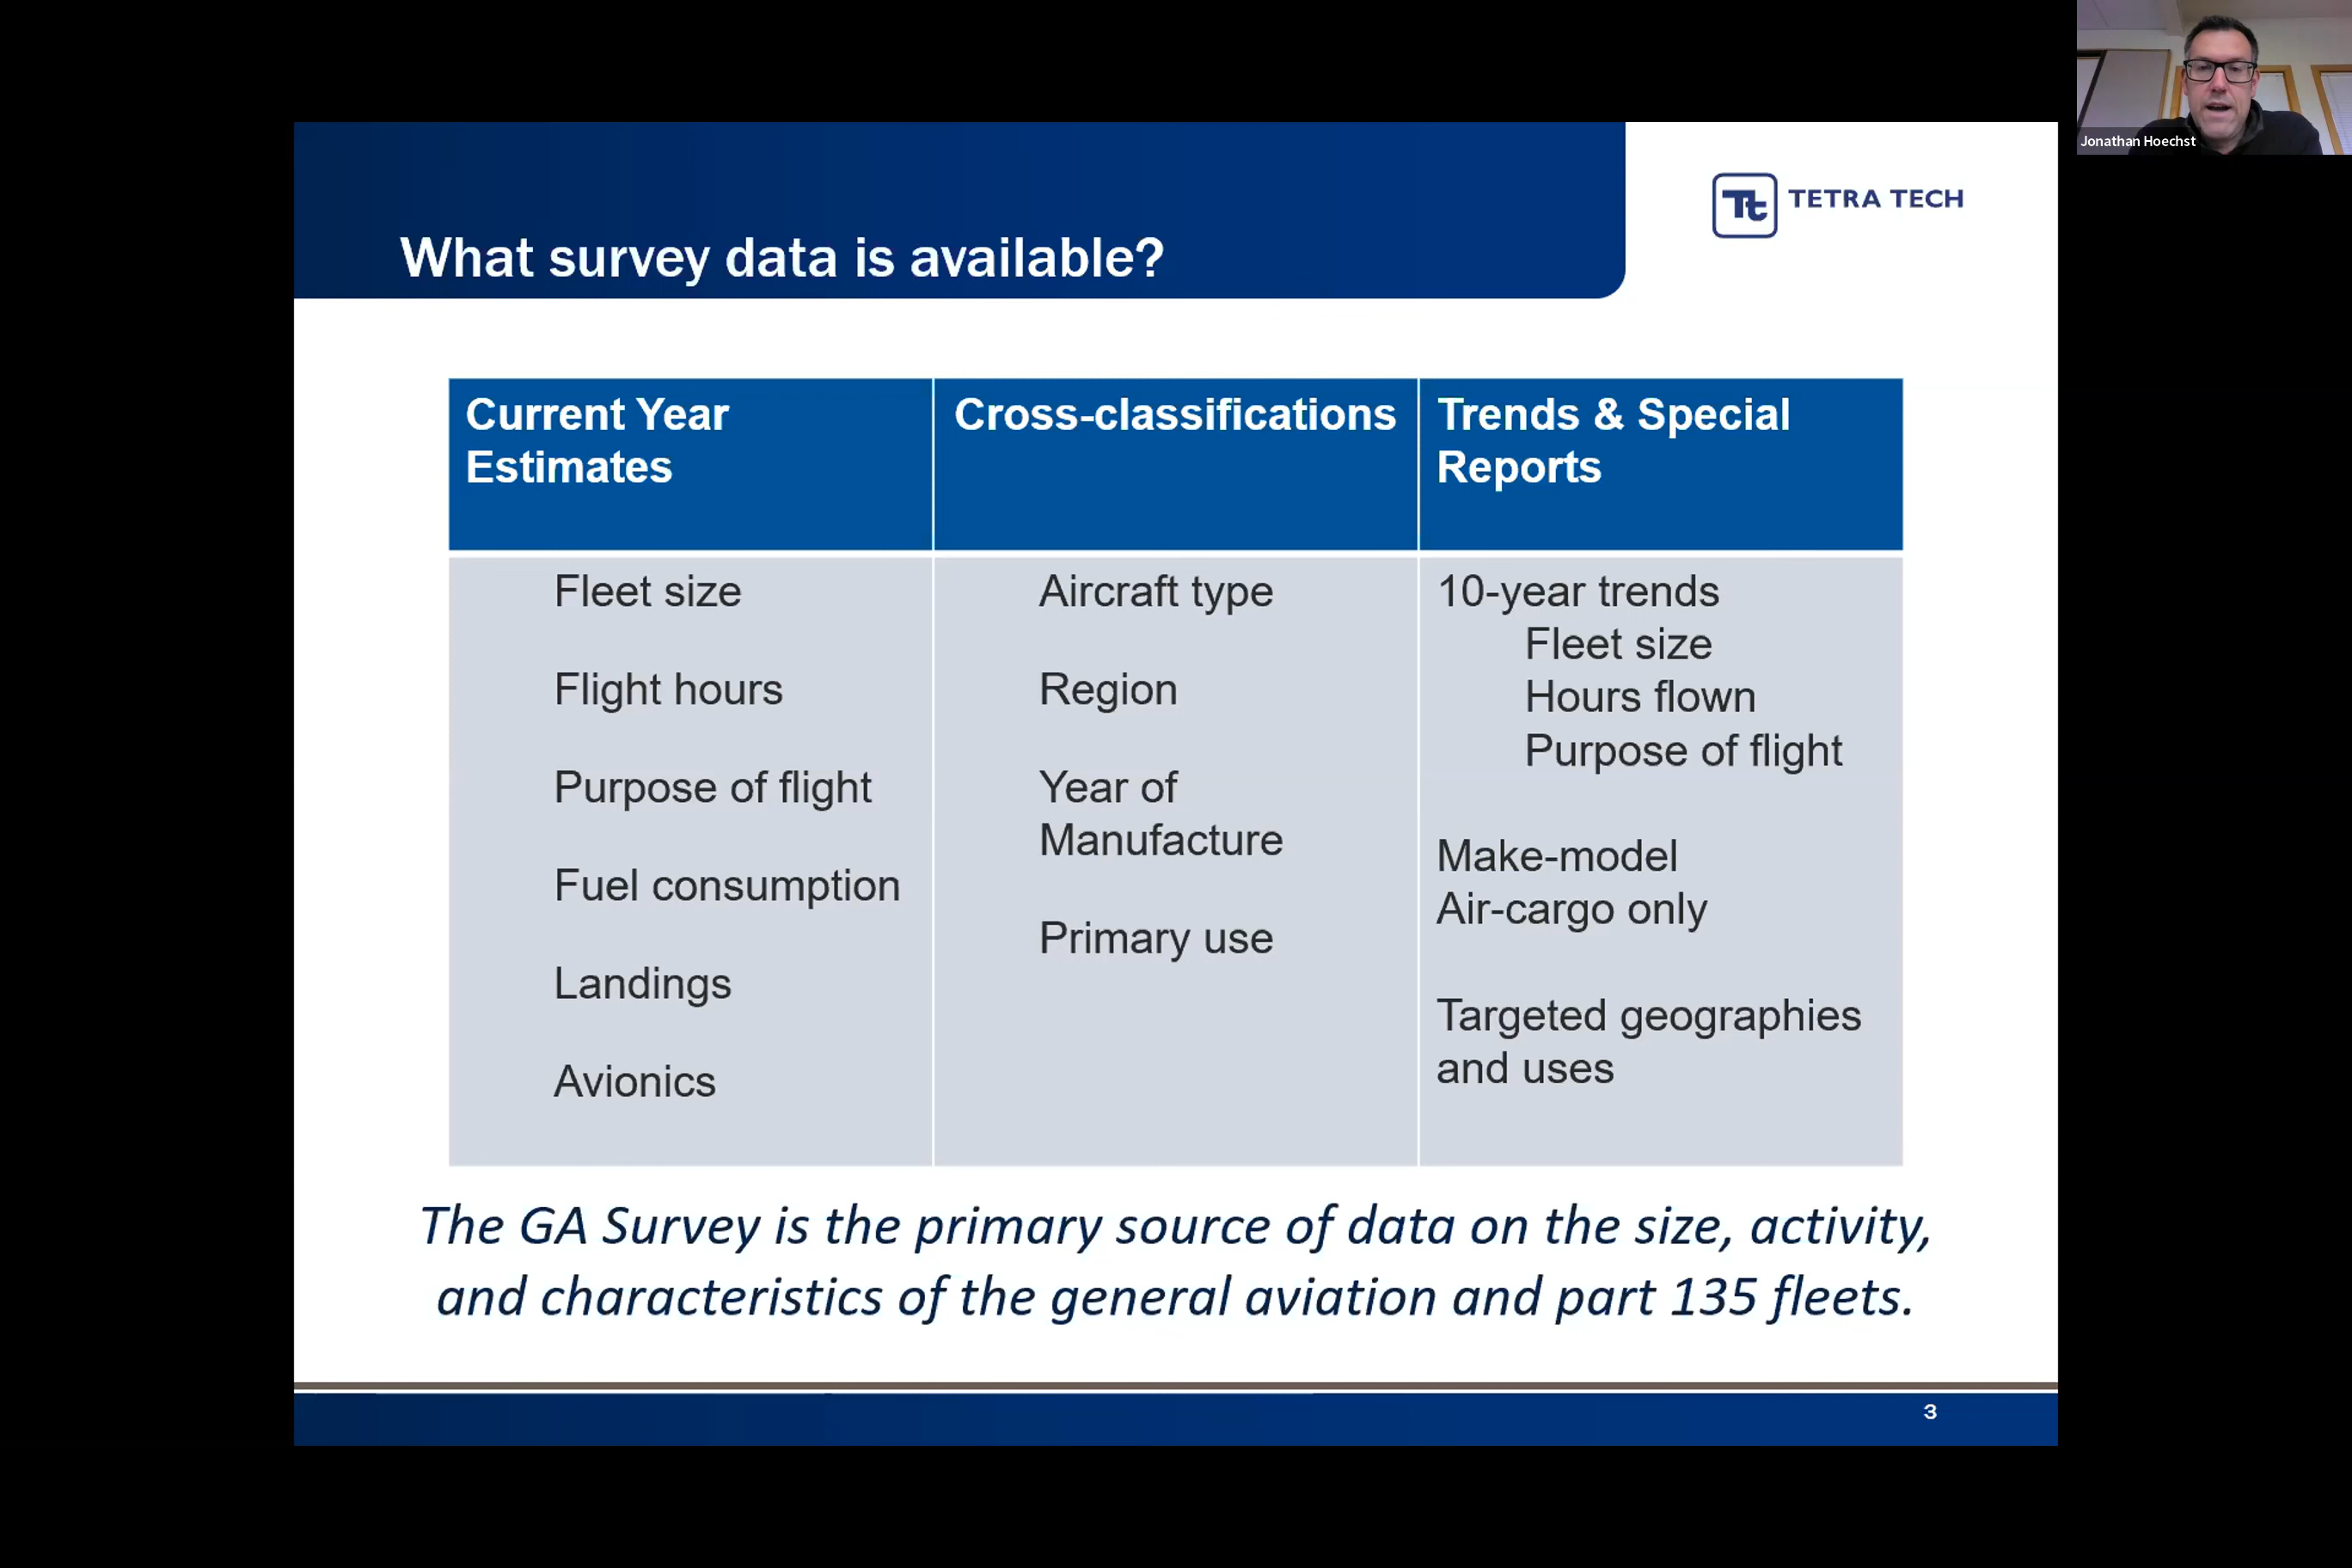 Jonathan Hoechst
Tt TETRA TECH
What survey data is available?
Current Year
Estimates
Cross-classifications
Trends & Special
Reports
Fleet size
Flight hours
Purpose of flight
Fuel consumption
Landings
Avionics
Aircraft type
Region
Year of
Manufacture
Primary use
10-year trends
Fleet size
Hours flown
Purpose of flight
Make-model
Air-cargo only
Targeted geographies
and uses
The GA Survey is the primary source of data on the size, activity,
and characteristics of the general aviation and part 135 fleets.
3